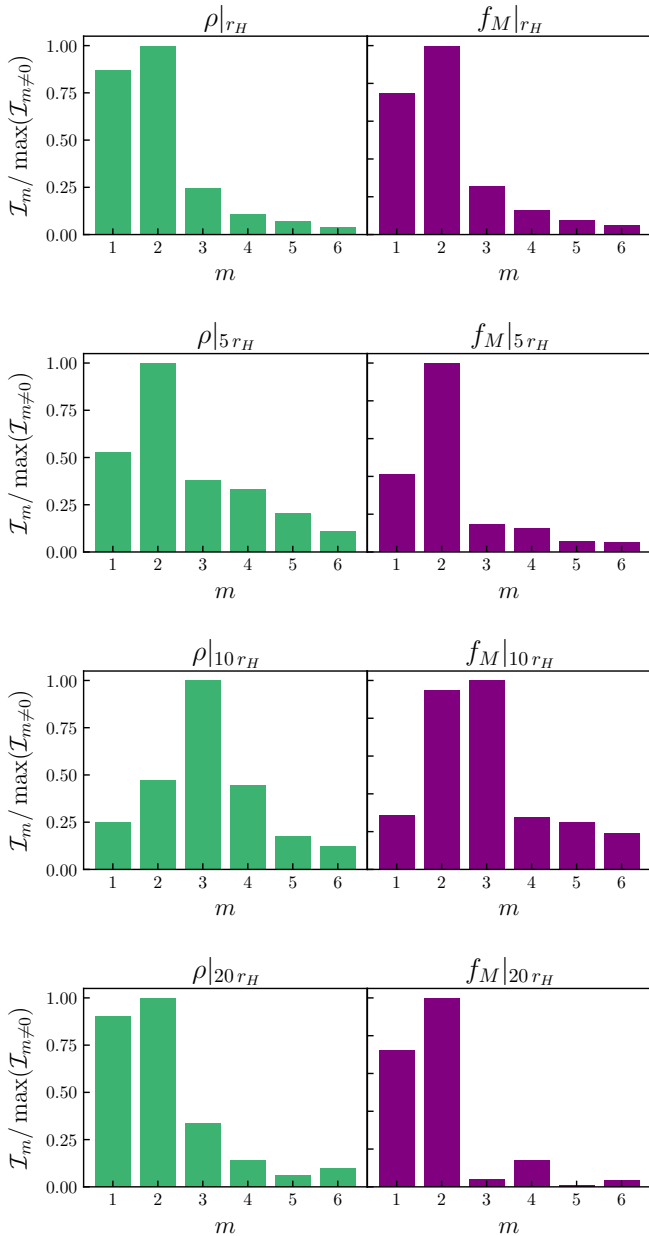 ρ|_{r_H} f_M|_{r_H}
1.00
0.75
0.25
0.00
ℐ_m / max(ℐ_{m≠0})
1 2 3 4 5 6 1 2 3 4 5 6
m m
ρ|_{5 r_H} f_M|_{5 r_H}
1.00
0.75
0.50
0.25
0.00
ℐ_m / max(ℐ_{m≠0})
1 2 3 4 5 6 1 2 3 4 5 6
m m
ρ|_{10 r_H} f_M|_{10 r_H}
1.00
0.75
0.50
0.25
0.00
ℐ_m / max(ℐ_{m≠0})
1 2 3 4 5 6 1 2 3 4 5 6
m m
ρ|_{20 r_H} f_M|_{20 r_H}
1.00
0.75
0.50
0.25
0.00
ℐ_m / max(ℐ_{m≠0})
1 2 3 4 5 6 1 2 3 4 5 6
m m